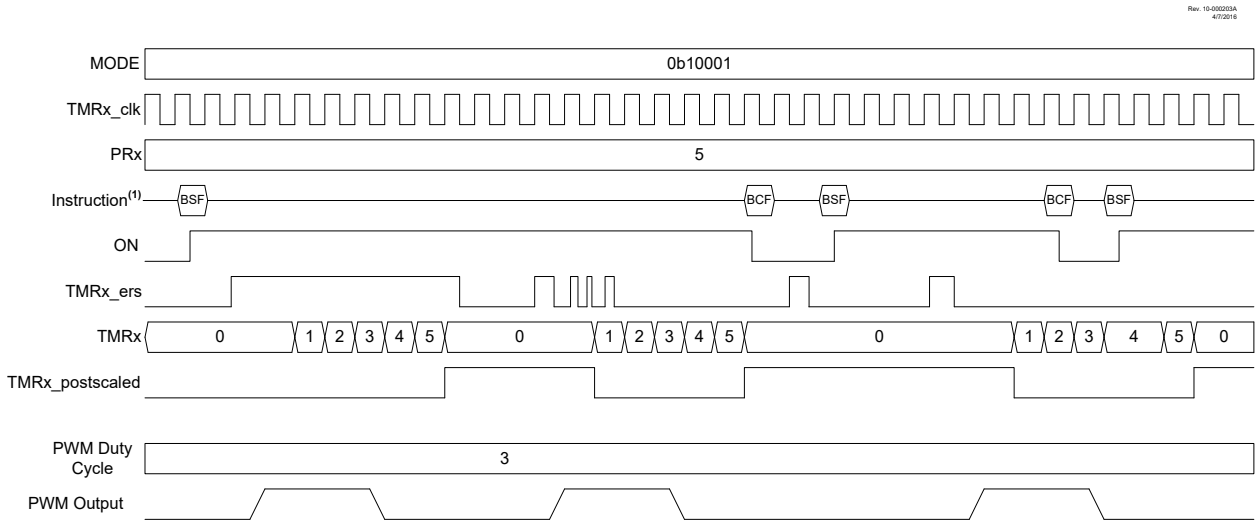 Rev. 10-000203A
4/7/2016
MODE 0b10001
TMRx_clk
PRx 5
Instruction(1) BSF BCF BSF BCF BSF
ON
TMRx_ers
TMRx 0 1 2 3 4 5 0 1 2 3 4 5 0 1 2 3 4 5 0
TMRx_postscaled
PWM Duty
Cycle 3
PWM Output